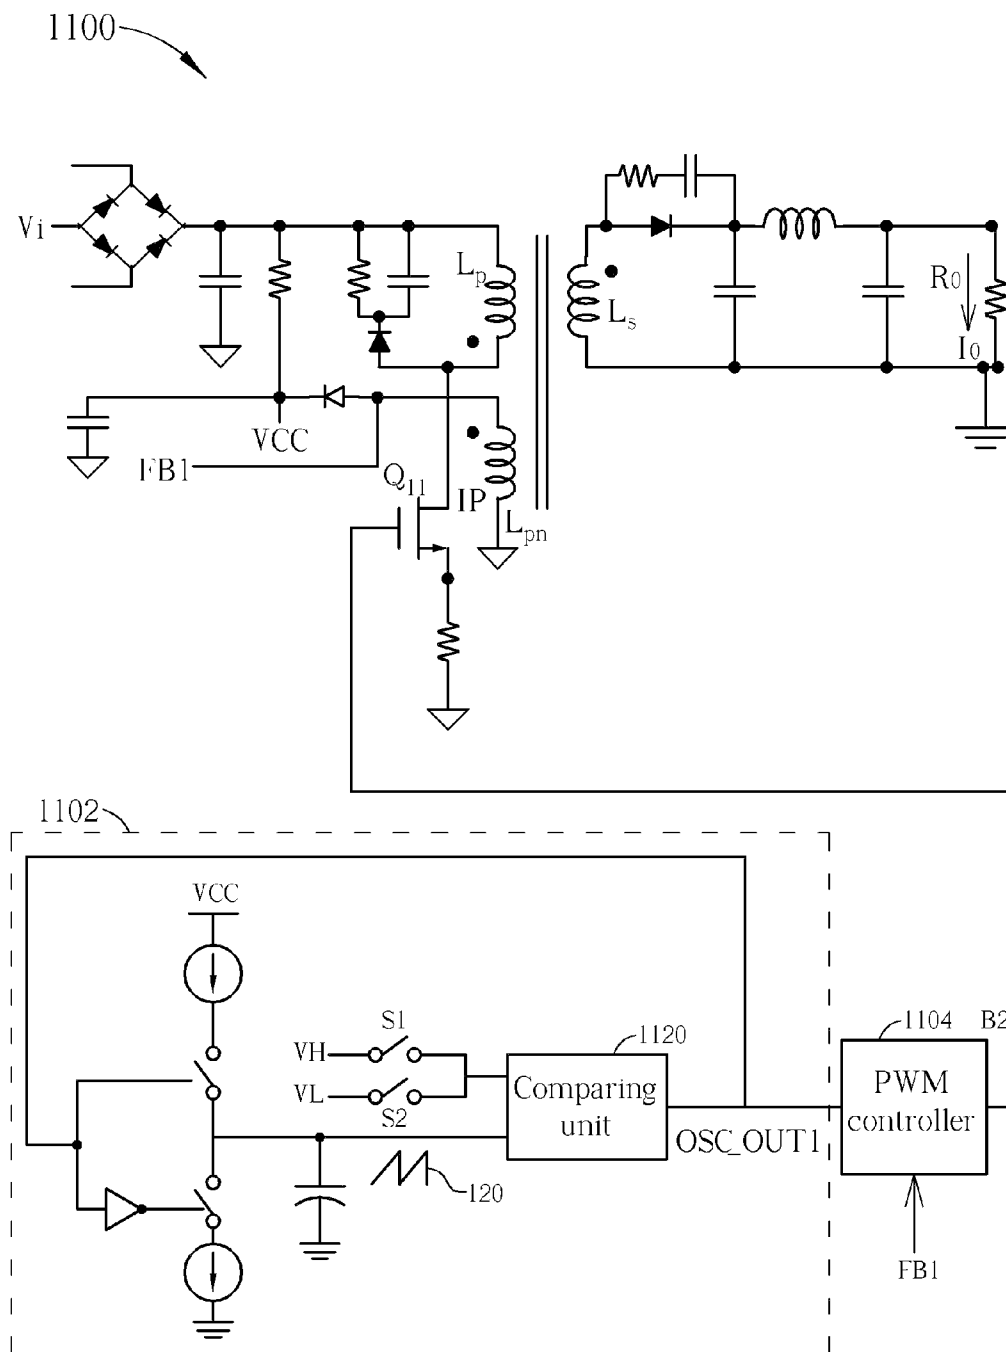 1100
Vi
Lp
Ls
R0
I0
VCC
FB1
Q11
IP
Lpn
1102
VCC
S1
VH
VL
S2
1120
Comparing
unit
OSC_OUT1
120
1104
B2
PWM
controller
FB1